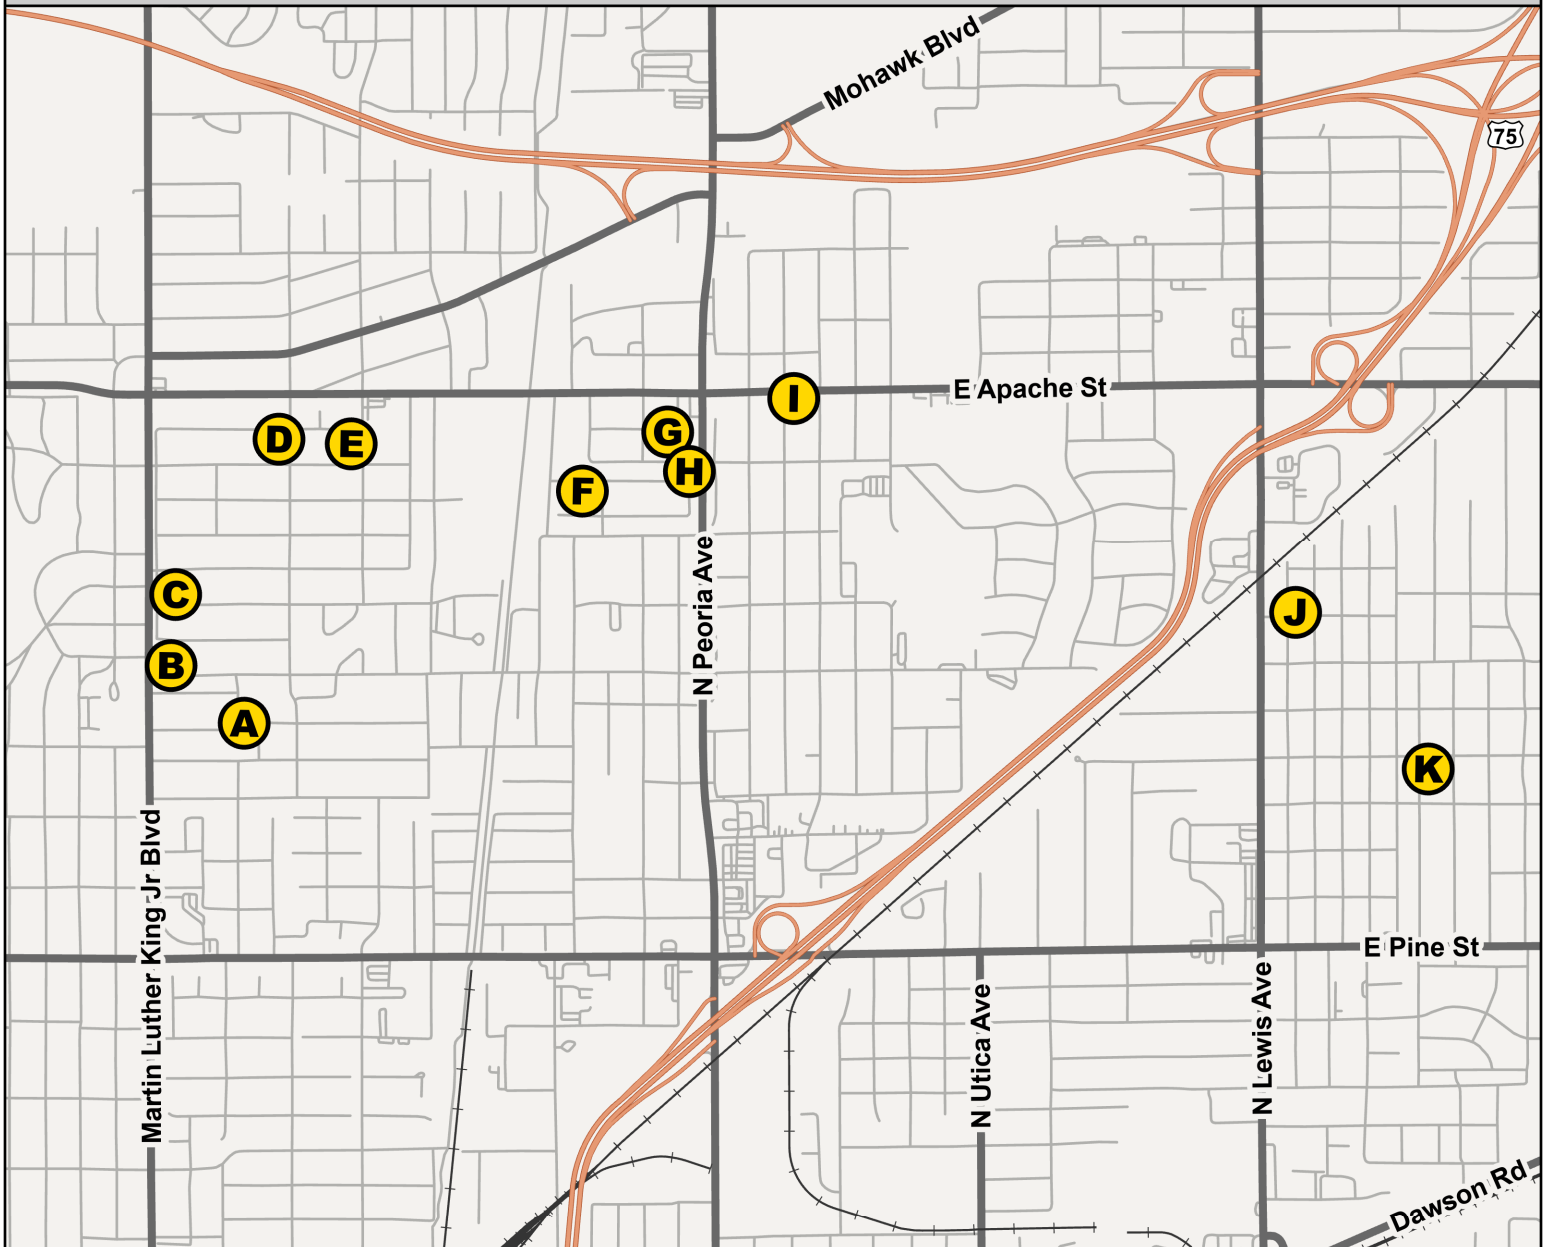 Mohawk Blvd
75
I
E Apache St
D
E
G
H
F
N Peoria Ave
C
J
B
A
K
Martin Luther King Jr Blvd
E Pine St
N Utica Ave
N Lewis Ave
Dawson Rd